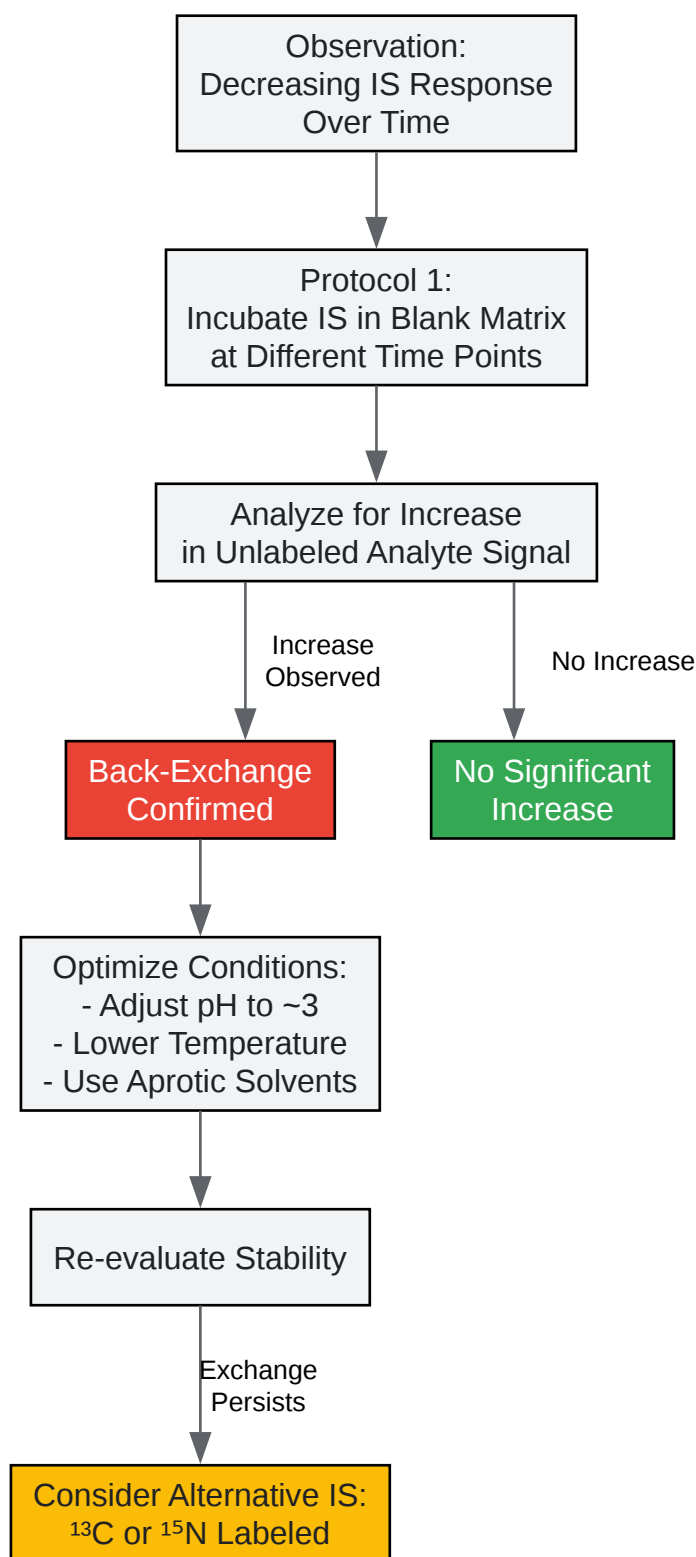 Observation:
Decreasing IS Response
Over Time
Protocol 1:
Incubate IS in Blank Matrix
at Different Time Points
Analyze for Increase
in Unlabeled Analyte Signal
Increase
Observed
No Increase
Back-Exchange
Confirmed
No Significant
Increase
Optimize Conditions:
- Adjust pH to ~3
- Lower Temperature
- Use Aprotic Solvents
Re-evaluate Stability
Exchange
Persists
Consider Alternative IS:
¹³C or ¹⁵N Labeled